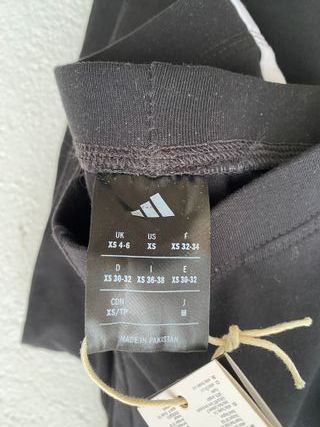 UK US F
XS 4-6 XS XS 32-34
D I E
XS 30-32 XS 36-38 XS 30-32
CDN J
XS/TP M
MADE IN PAKISTAN